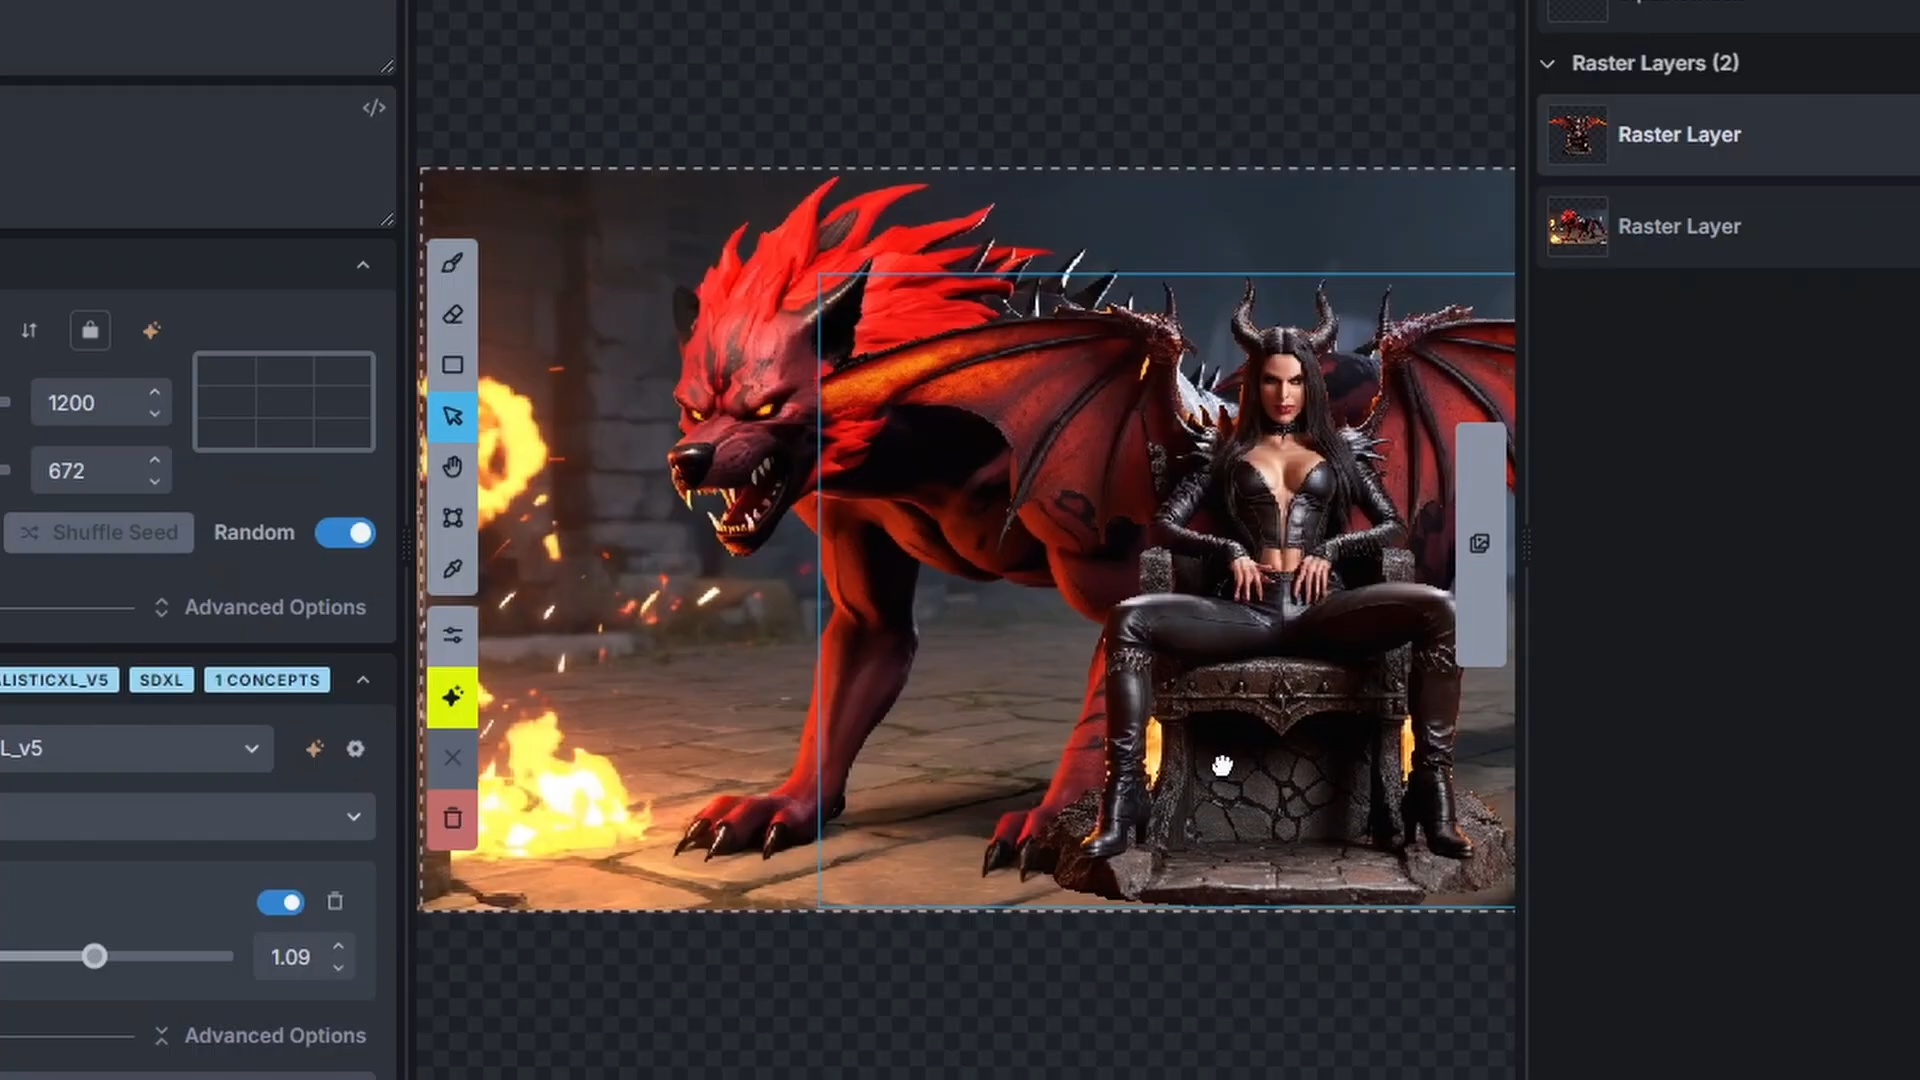 Raster Layers (2)
Raster Layer
Raster Layer
1200
672
Shuffle Seed
Random
Advanced Options
LISTICXL_V5
SDXL
1 CONCEPTS
L_v5
1.09
Advanced Options